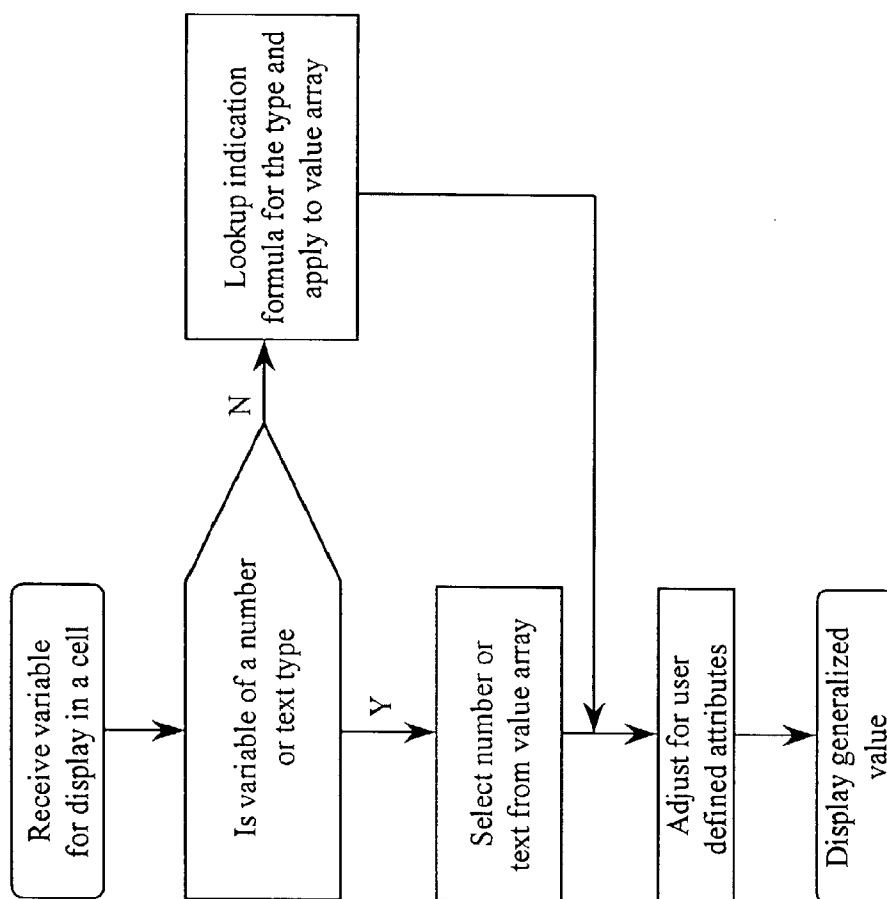 Receive variable
for display in a cell
Is variable of a number
or text type
N
Lookup indication
formula for the type and
apply to value array
Y
Select number or
text from value array
Adjust for user
defined attributes
Display generalized
value